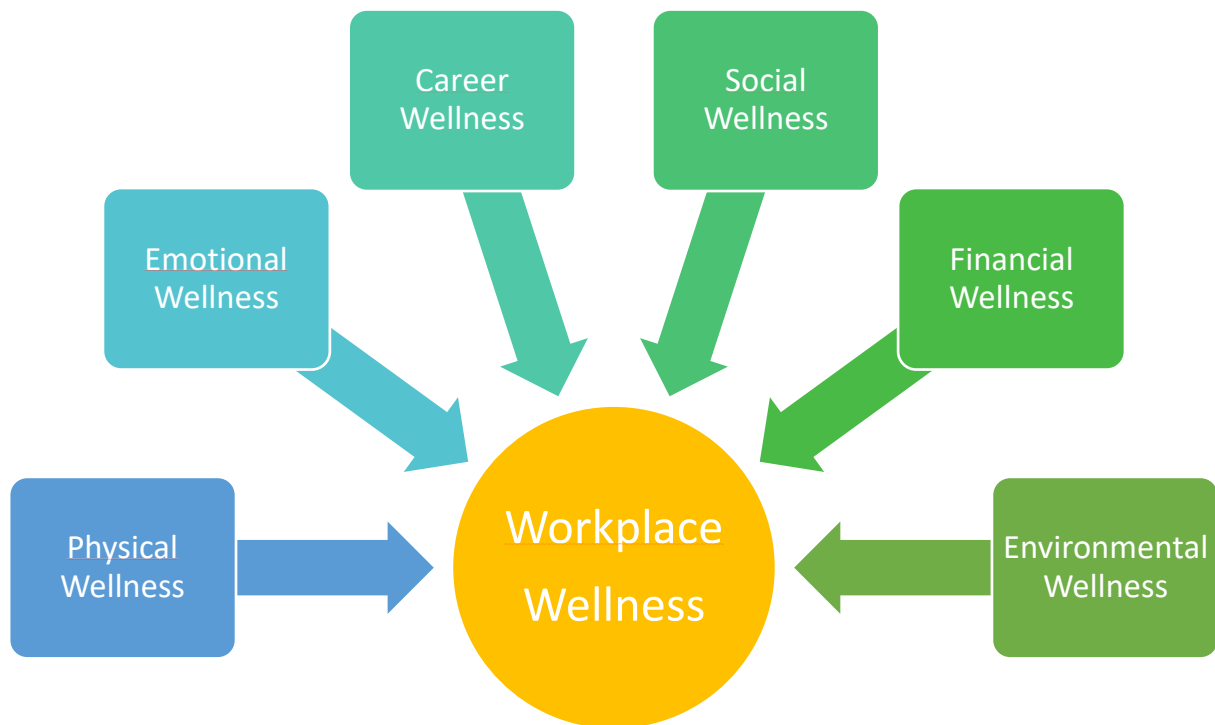 Career
Wellness
Social
Wellness
Emotional
Wellness
Financial
Wellness
Physical
Wellness
Workplace
Wellness
Environmental
Wellness